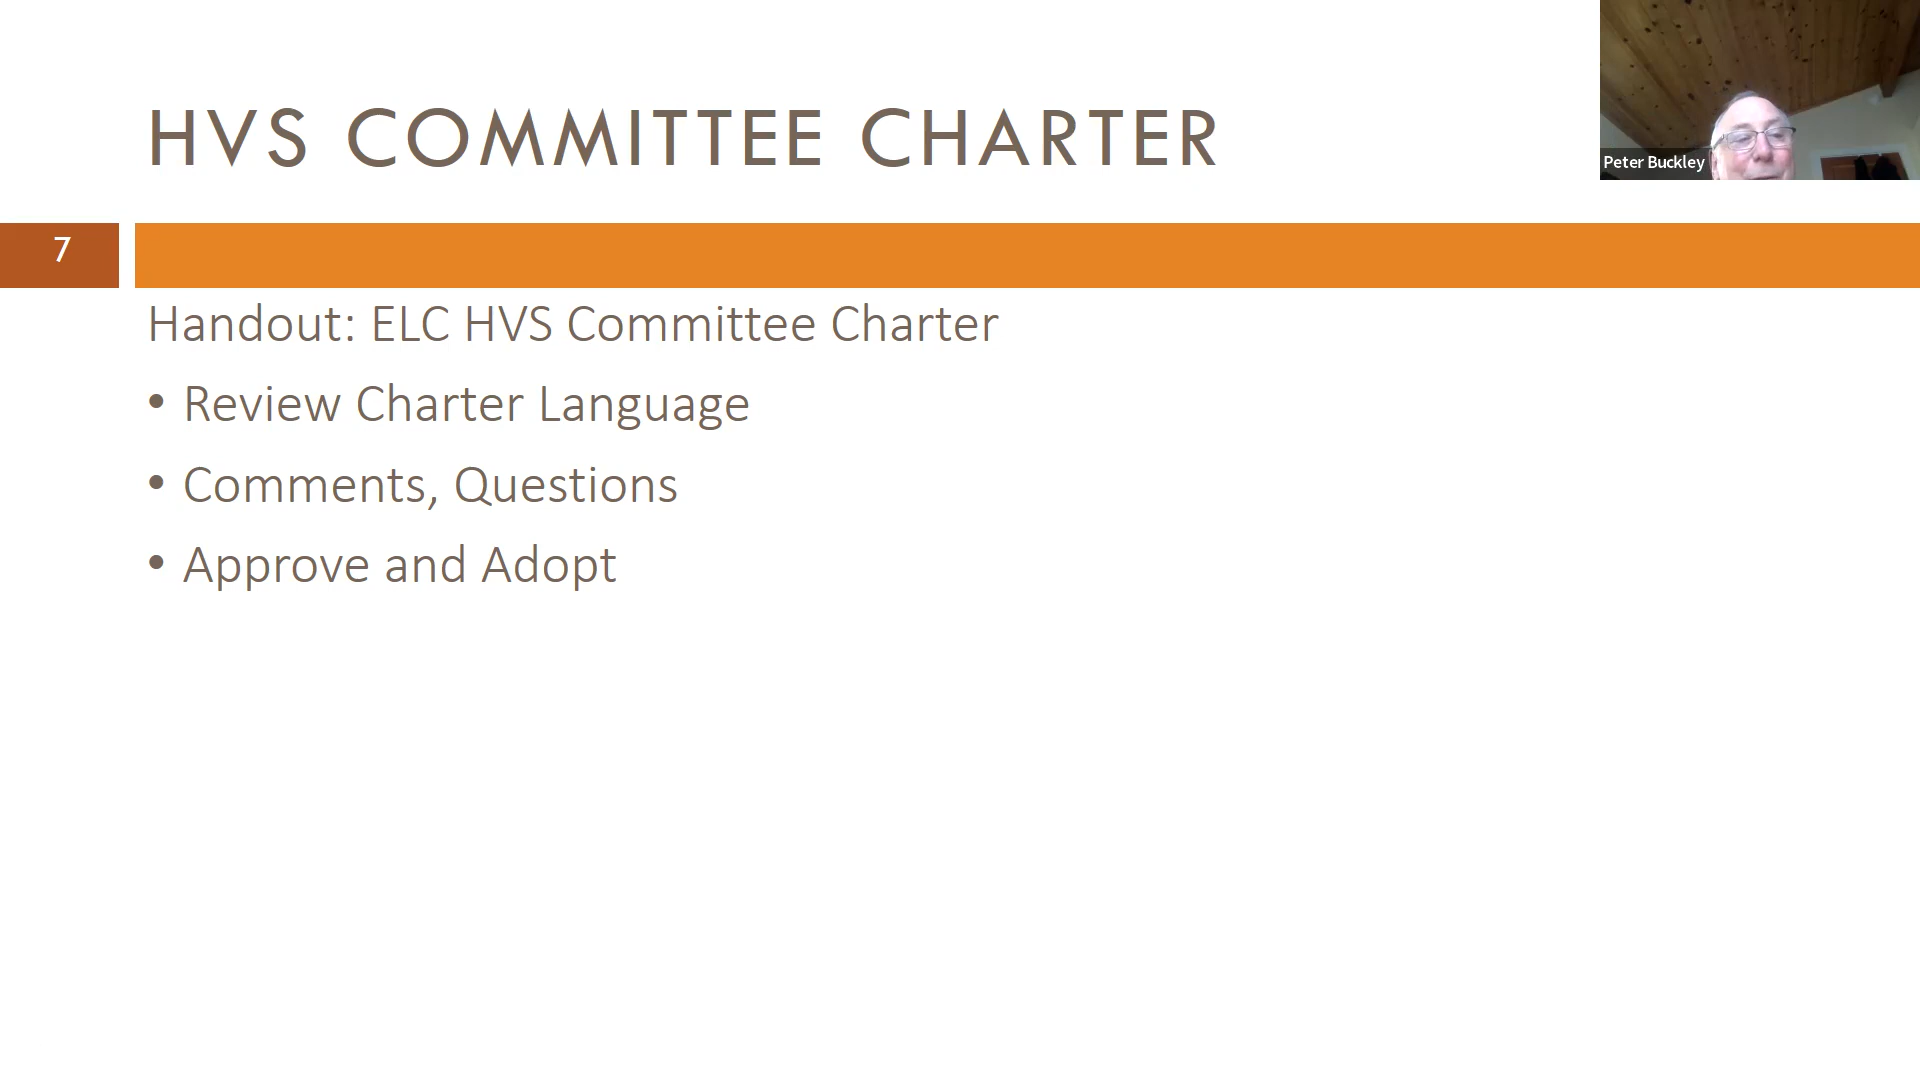 HVS COMMITTEE CHARTER
Peter Buckley
7
Handout: ELC HVS Committee Charter
• Review Charter Language
• Comments, Questions
• Approve and Adopt